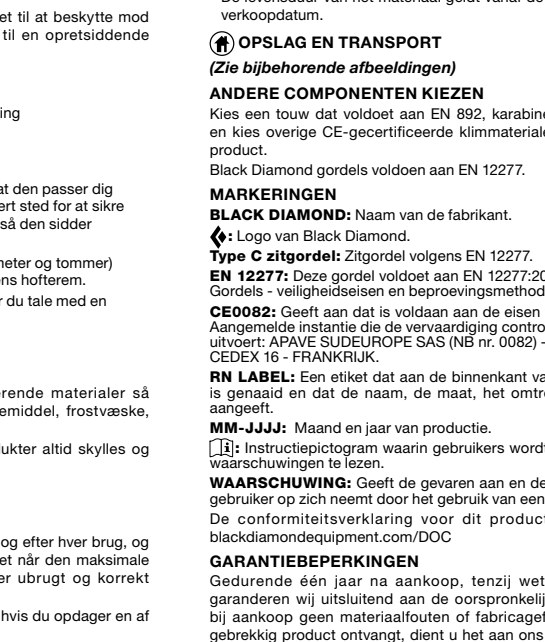 et til at beskytte mod
til en opretsiddende
ing
at den passer dig
ert sted for at sikre
så den sidder
neter og tommer)
ens hofterem.
r du tale med en
erende materialer så
emiddel, frostvæske,
ukter altid skylles og
og efter hver brug, og
et når den maksimale
er ubrugt og korrekt
hvis du opdager en af
verkoopdatum.
OPSLAG EN TRANSPORT
(Zie bijbehorende afbeeldingen)
ANDERE COMPONENTEN KIEZEN
Kies een touw dat voldoet aan EN 892, karabine
en kies overige CE-gecertificeerde klimmateriale
product.
Black Diamond gordels voldoen aan EN 12277.
MARKERINGEN
BLACK DIAMOND: Naam van de fabrikant.
: Logo van Black Diamond.
Type C zitgordel: Zitgordel volgens EN 12277.
EN 12277: Deze gordel voldoet aan EN 12277:20
Gordels - veiligheidseisen en beproevingsmethod
CE0082: Geeft aan dat is voldaan aan de eisen
Aangemelde instantie die de vervaardiging contro
uitvoert: APAVE SUDEUROPE SAS (NB nr. 0082) -
CEDEX 16 - FRANKRIJK.
RN LABEL: Een etiket dat aan de binnenkant va
is genaaid en dat de naam, de maat, het omtre
aangeeft.
MM-JJJJ: Maand en jaar van productie.
: Instructiepictogram waarin gebruikers wordt
waarschuwingen te lezen.
WAARSCHUWING: Geeft de gevaren aan en de
gebruiker op zich neemt door het gebruik van een
De conformiteitsverklaring voor dit product
blackdiamondequipment.com/DOC
GARANTIEBEPERKINGEN
Gedurende één jaar na aankoop, tenzij wet
garanderen wij uitsluitend aan de oorspronkelij
bij aankoop geen materiaalfouten of fabricagef
gebrekkig product ontvangt, dient u het aan ons